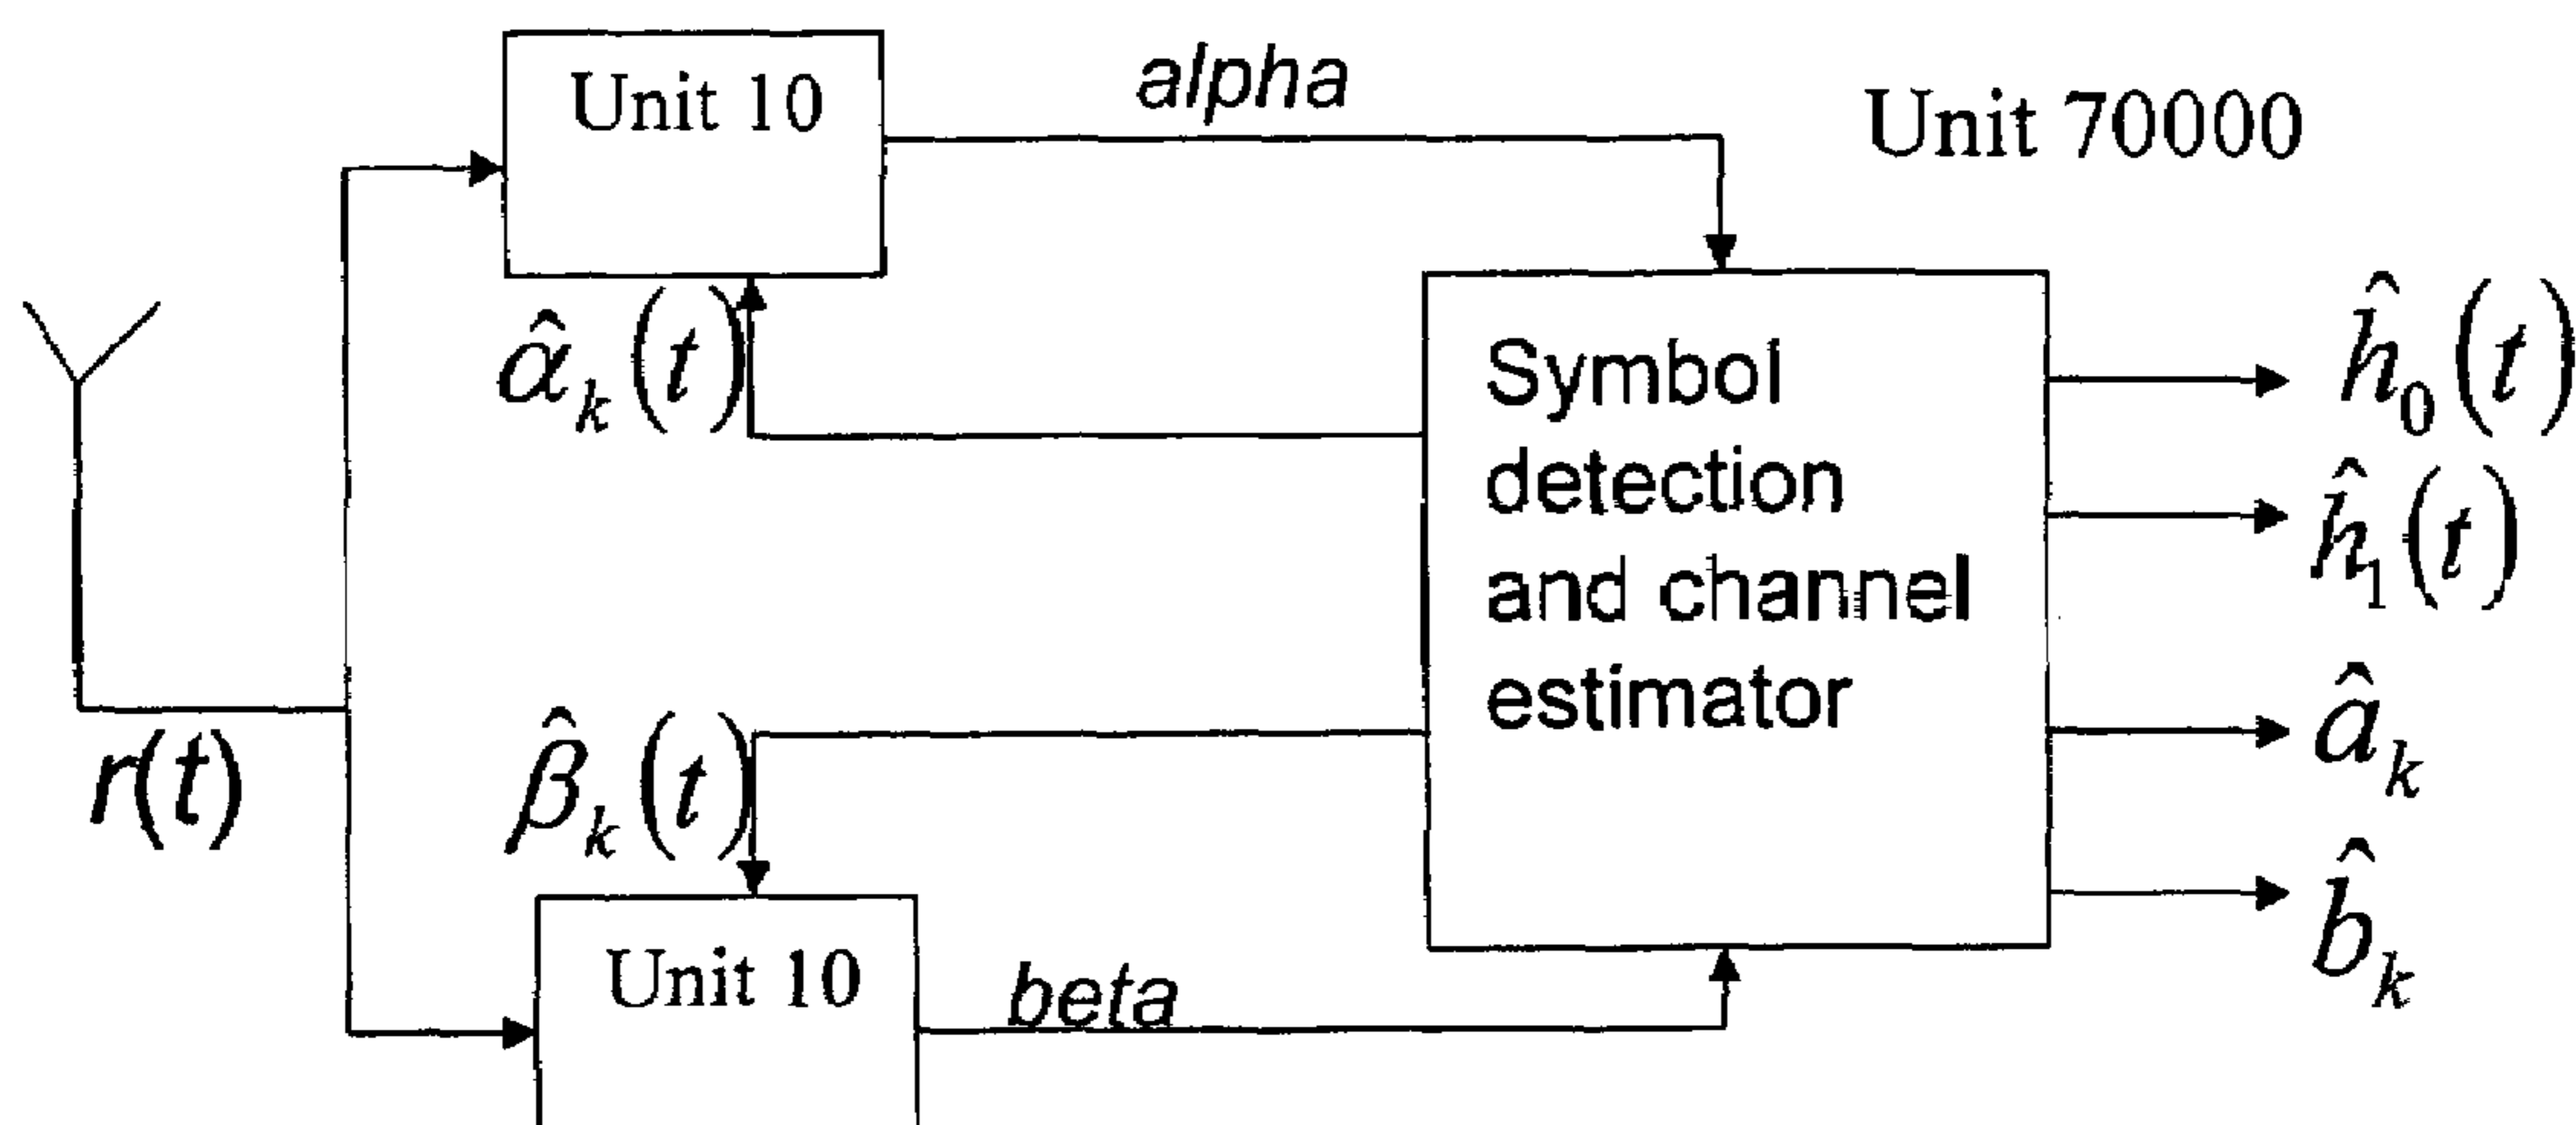 Unit 10
alpha
Unit 70000
α̂ₖ(t)
Symbol
detection
and channel
estimator
ĥ₀(t)
ĥ₁(t)
âₖ
b̂ₖ
r(t)
β̂ₖ(t)
Unit 10
beta